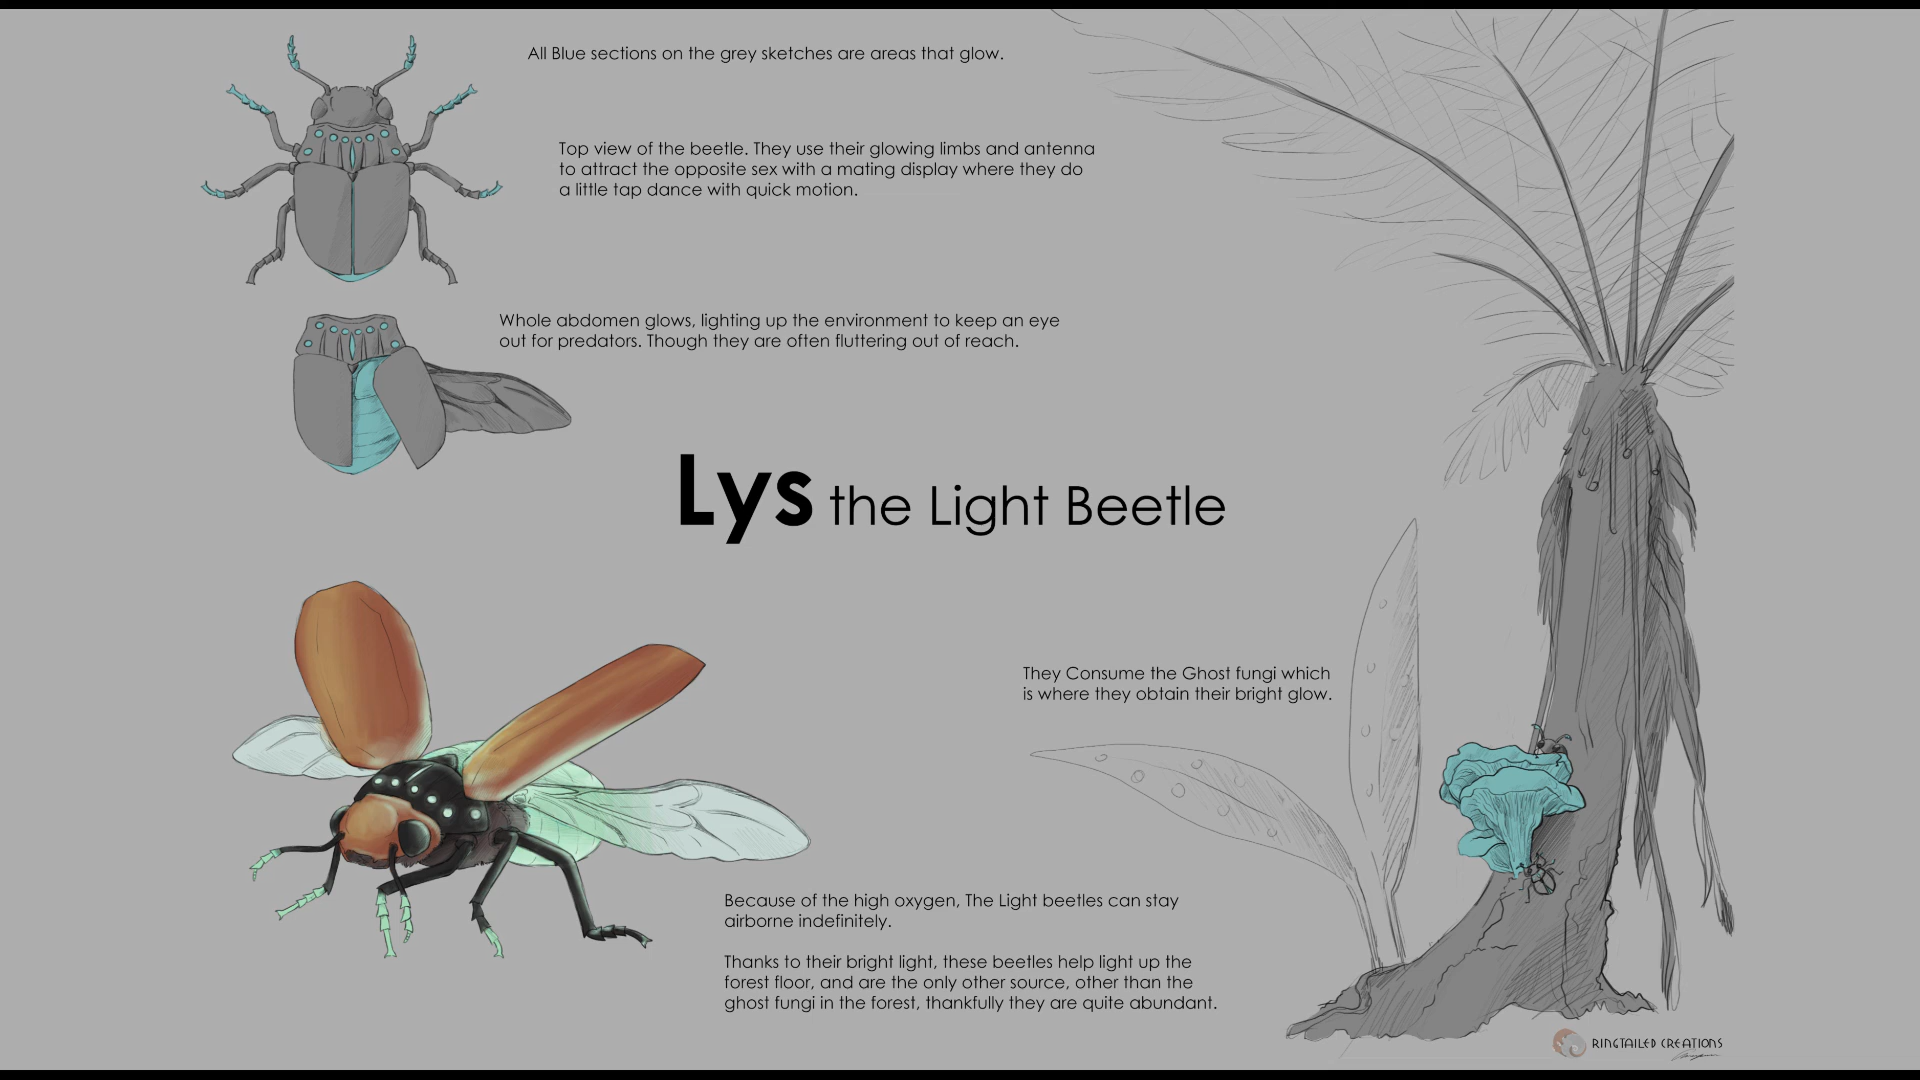 All Blue sections on the grey sketches are areas that glow.
Top view of the beetle. They use their glowing limbs and antenna
to attract the opposite sex with a mating display where they do
a little tap dance with quick motion.
Whole abdomen glows, lighting up the environment to keep an eye
out for predators. Though they are often fluttering out of reach.
Lys the Light Beetle
They Consume the Ghost fungi which
is where they obtain their bright glow.
Because of the high oxygen, The Light beetles can stay
airborne indefinitely.
Thanks to their bright light, these beetles help light up the
forest floor, and are the only other source, other than the
ghost fungi in the forest, thankfully they are quite abundant.
RINGTAILED CREATIONS